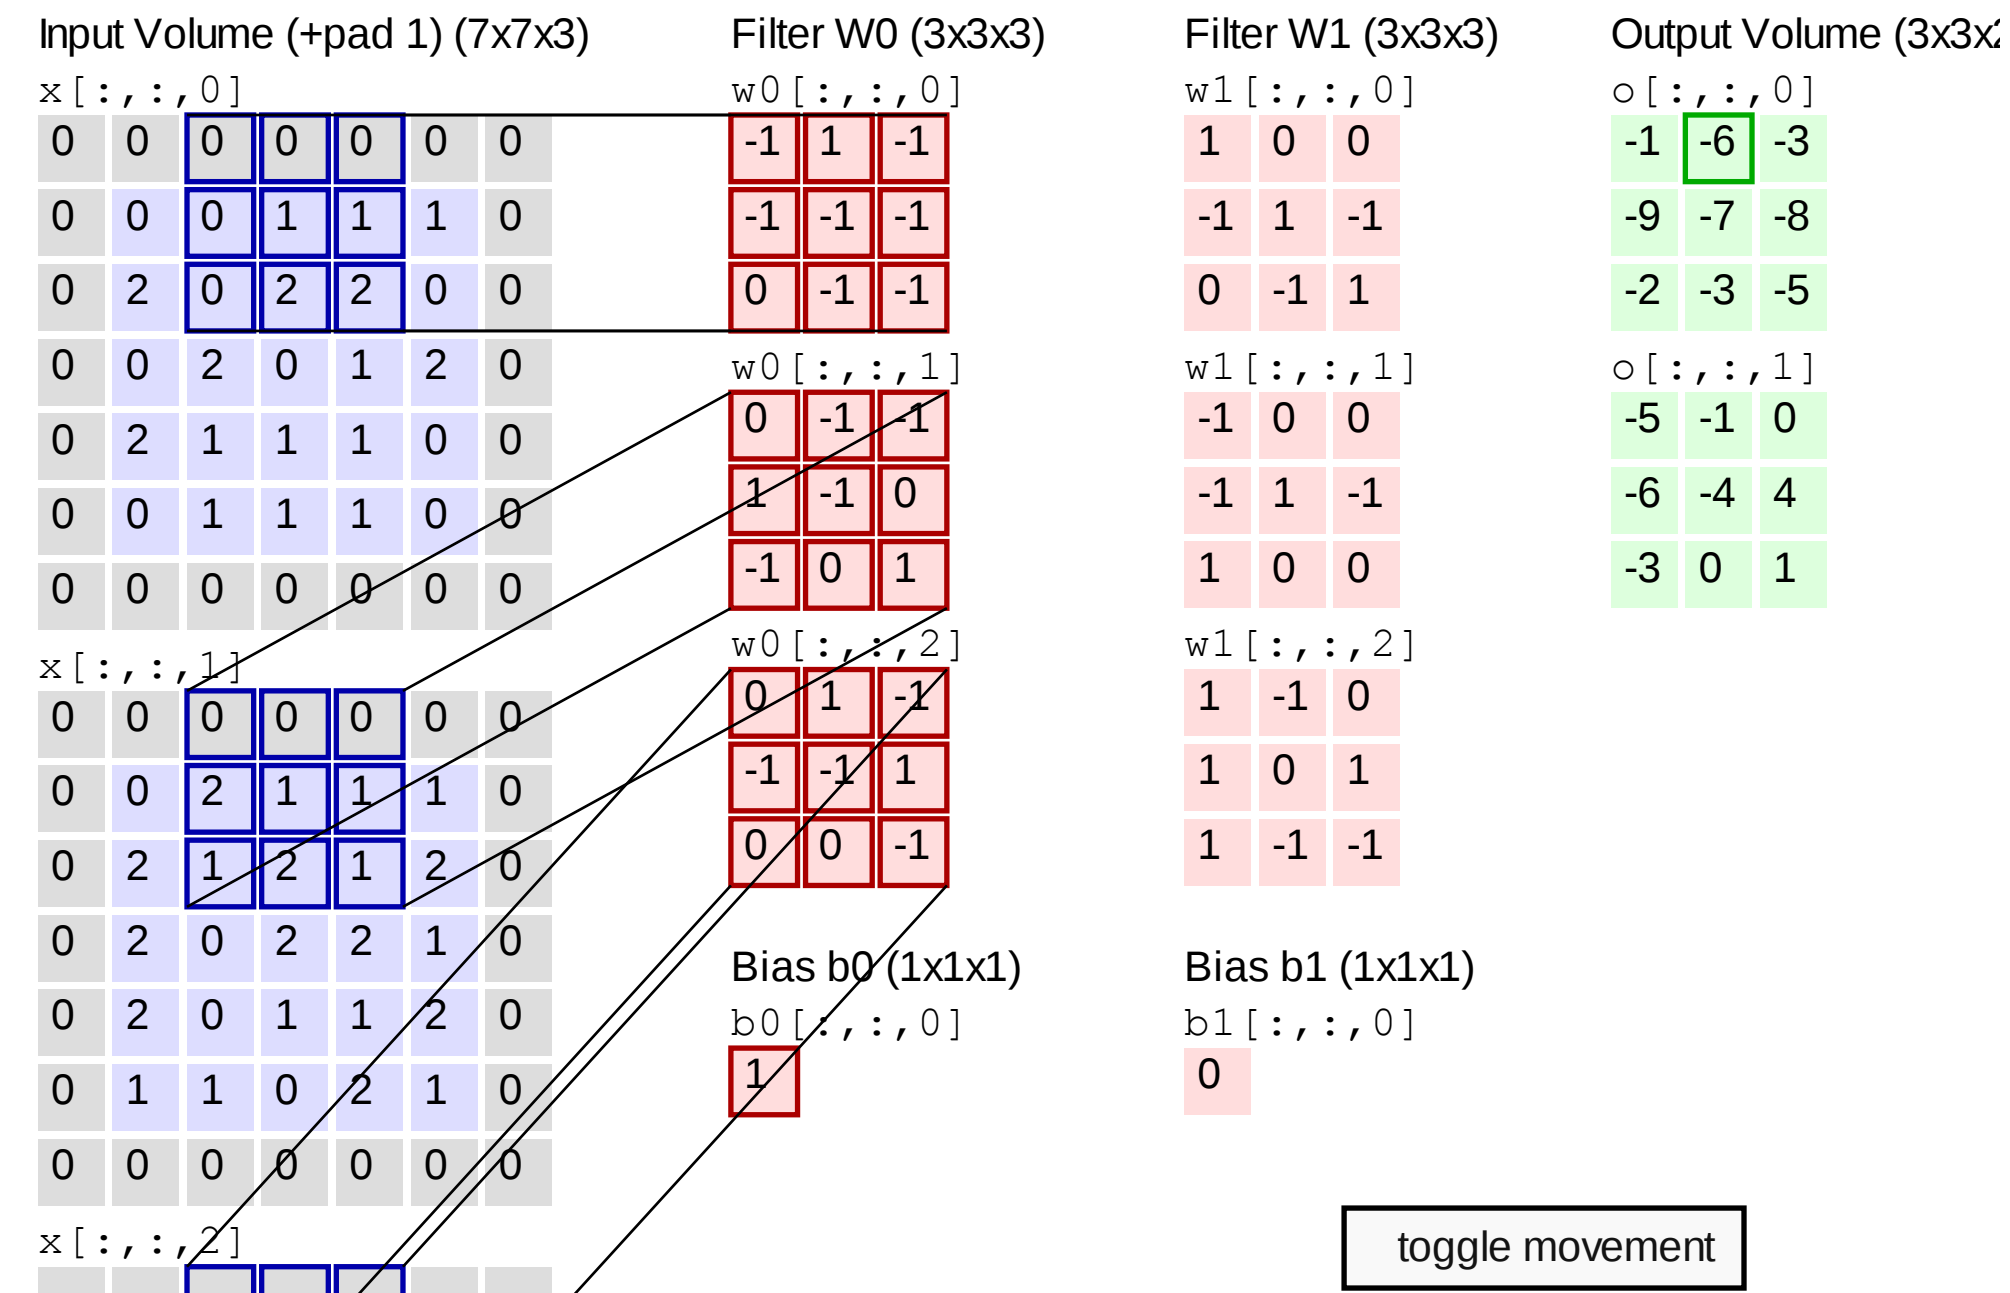 Input Volume (+pad 1) (7x7x3)
x[:,:,0]
0 0 0 0 0 0 0
0 0 0 1 1 1 0
0 2 0 2 2 0 0
0 0 2 0 1 2 0
0 2 1 1 1 0 0
0 0 1 1 1 0 0
0 0 0 0 0 0 0
x[:,:,1]
0 0 0 0 0 0 0
0 0 2 1 1 1 0
0 2 1 2 1 2 0
0 2 0 2 2 1 0
0 2 0 1 1 2 0
0 1 1 0 2 1 0
0 0 0 0 0 0 0
x[:,:,2]
Filter W0 (3x3x3)
w0[:,:,0]
-1 1 -1
-1 -1 -1
0 -1 -1
w0[:,:,1]
0 -1 -1
1 -1 0
-1 0 1
w0[:,:,2]
0 1 -1
-1 -1 1
0 0 -1
Bias b0 (1x1x1)
b0[:,:,0]
1
Filter W1 (3x3x3)
w1[:,:,0]
1 0 0
-1 1 -1
0 -1 1
w1[:,:,1]
-1 0 0
-1 1 -1
1 0 0
w1[:,:,2]
1 -1 0
1 0 1
1 -1 -1
Bias b1 (1x1x1)
b1[:,:,0]
0
Output Volume (3x3x2
o[:,:,0]
-1 -6 -3
-9 -7 -8
-2 -3 -5
o[:,:,1]
-5 -1 0
-6 -4 4
-3 0 1
toggle movement